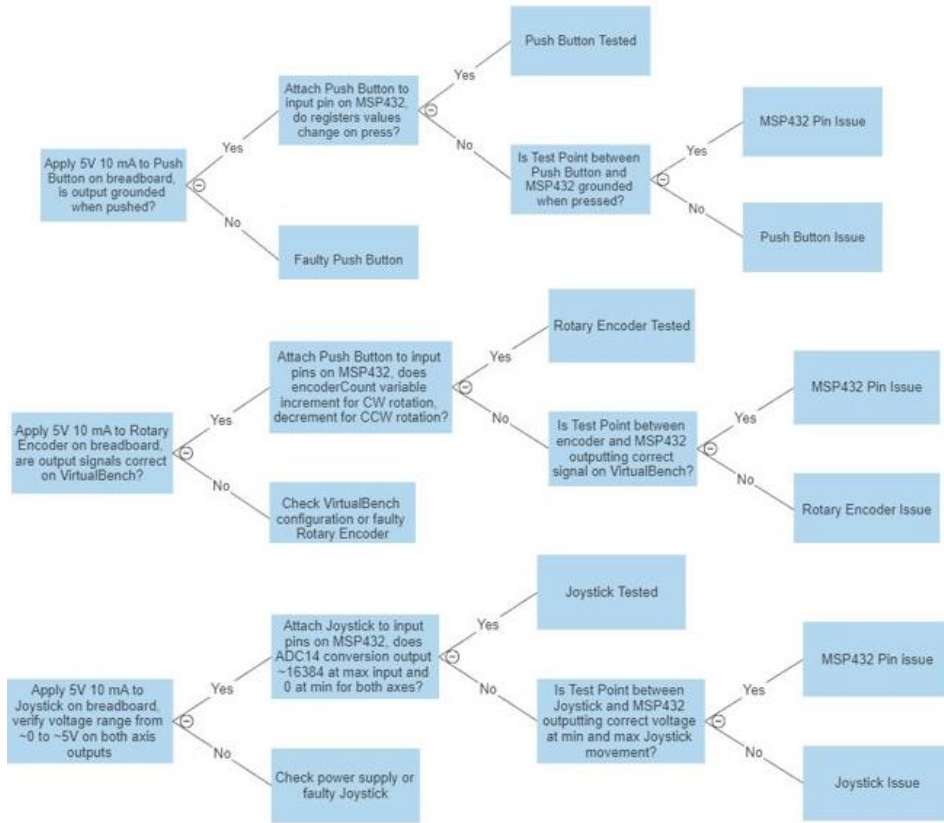 Push Button Tested
Yes
Attach Push Button to
input pin on MSP432,
do registers values
change on press?
MSP432 Pin Issue
Yes
No
Yes
Apply 5V 10 mA to Push
Button on breadboard,
is output grounded
when pushed?
Is Test Point between
Push Button and
MSP432 grounded
when pressed?
No
No
Push Button Issue
Faulty Push Button
Rotary Encoder Tested
Yes
Attach Push Button to input
pins on MSP432, does
encoderCount variable
increment for CW rotation,
decrement for CCW rotation?
MSP432 Pin Issue
Yes
No
Yes
Apply 5V 10 mA to Rotary
Encoder on breadboard,
are output signals correct
on VirtualBench?
Is Test Point between
encoder and MSP432
outputting correct
signal on VirtualBench?
No
No
Check VirtualBench
configuration or faulty
Rotary Encoder
Rotary Encoder Issue
Joystick Tested
Yes
Attach Joystick to input
pins on MSP432, does
ADC14 conversion output
~16384 at max input and
0 at min for both axes?
MSP432 Pin Issue
Yes
No
Yes
Apply 5V 10 mA to
Joystick on breadboard,
verify voltage range from
~0 to ~5V on both axis
outputs
Is Test Point between
Joystick and MSP432
outputting correct voltage
at min and max Joystick
movement?
No
No
Check power supply or
faulty Joystick
Joystick Issue